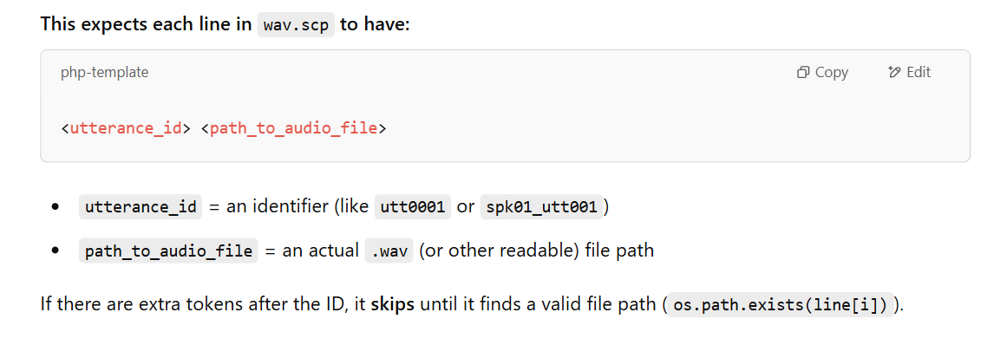 This expects each line in wav.scp to have:
php-template
Copy
Edit
<utterance_id> <path_to_audio_file>
utterance_id = an identifier (like utt0001 or spk01_utt001)
path_to_audio_file = an actual .wav (or other readable) file path
If there are extra tokens after the ID, it skips until it finds a valid file path (os.path.exists(line[i])).